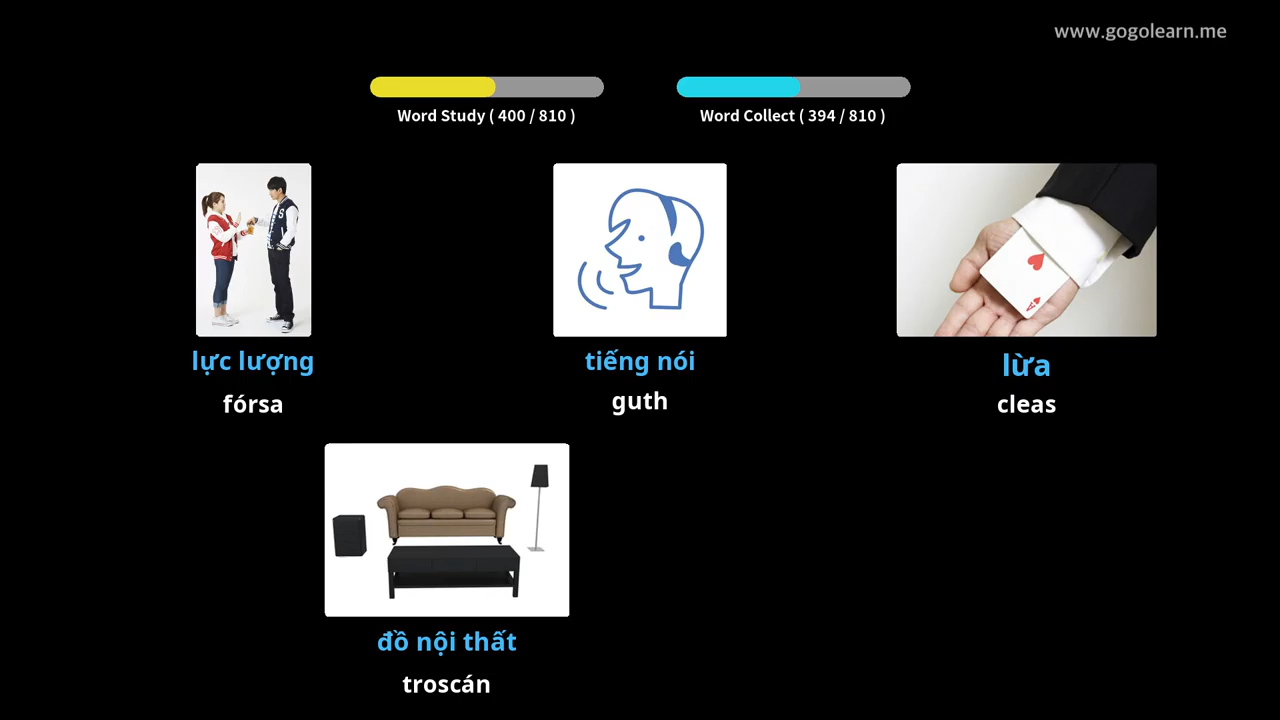 www.gogolearn.me
Word Study ( 400 / 810 )
Word Collect ( 394 / 810 )
S
A
lực lượng
tiếng nói
lừa
fórsa
guth
cleas
đồ nội thất
troscán